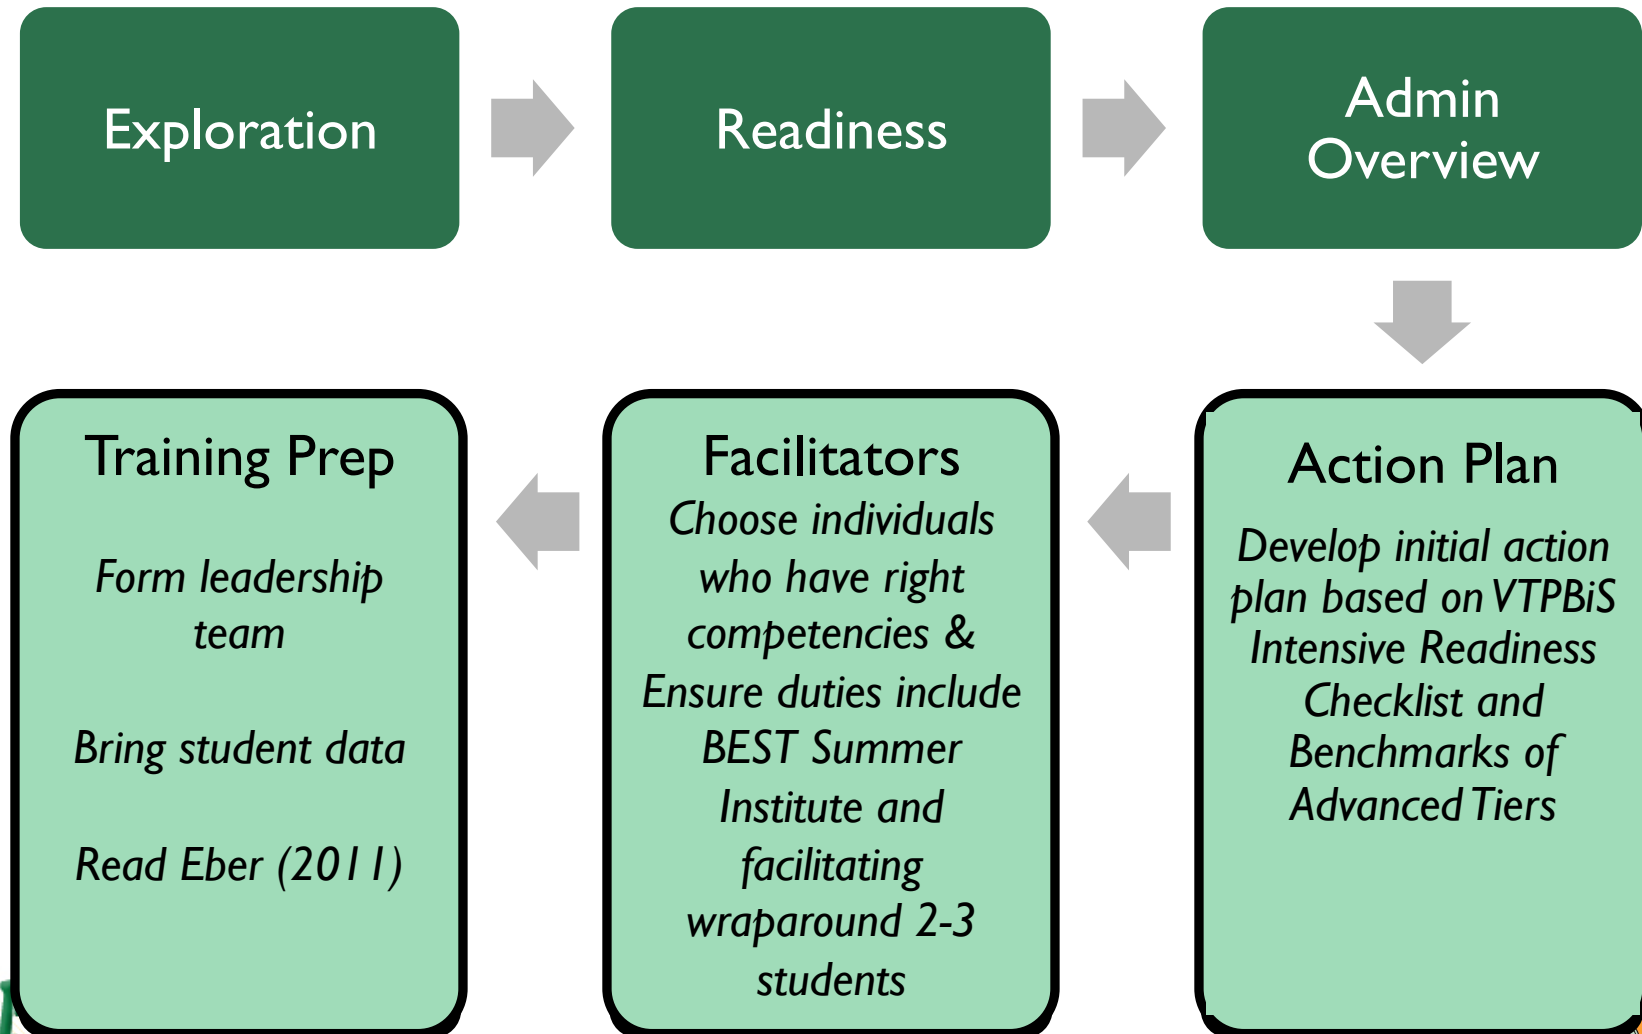 Exploration
Readiness
Admin
Overview
Action Plan
Develop initial action
plan based on VTPBiS
Intensive Readiness
Checklist and
Benchmarks of
Advanced Tiers
Facilitators
Choose individuals
who have right
competencies &
Ensure duties include
BEST Summer
Institute and
facilitating
wraparound 2-3
students
Training Prep
Form leadership
team
Bring student data
Read Eber (2011)